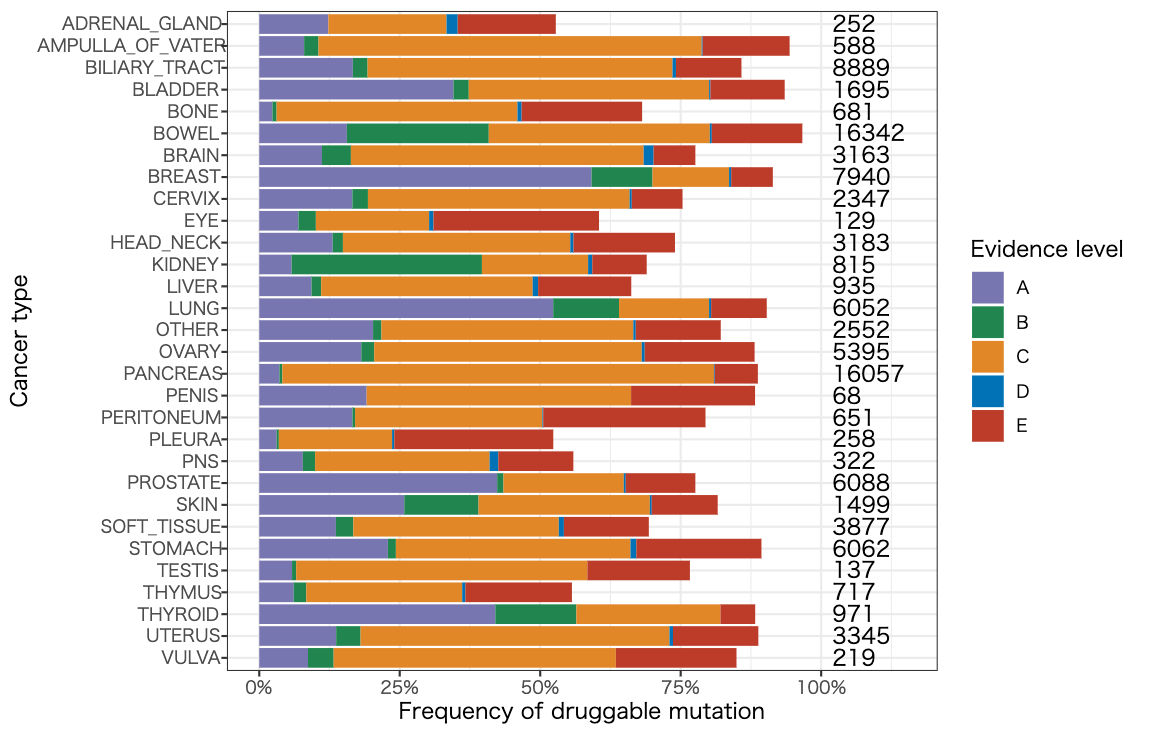 Cancer type
ADRENAL_GLAND 252
AMPULLA_OF_VATER 588
BILIARY_TRACT 8889
BLADDER 1695
BONE 681
BOWEL 16342
BRAIN 3163
BREAST 7940
CERVIX 2347
EYE 129
HEAD_NECK 3183
KIDNEY 815
LIVER 935
LUNG 6052
OTHER 2552
OVARY 5395
PANCREAS 16057
PENIS 68
PERITONEUM 651
PLEURA 258
PNS 322
PROSTATE 6088
SKIN 1499
SOFT_TISSUE 3877
STOMACH 6062
TESTIS 137
THYMUS 717
THYROID 971
UTERUS 3345
VULVA 219
0% 25% 50% 75% 100%
Frequency of druggable mutation
Evidence level
A
B
C
D
E